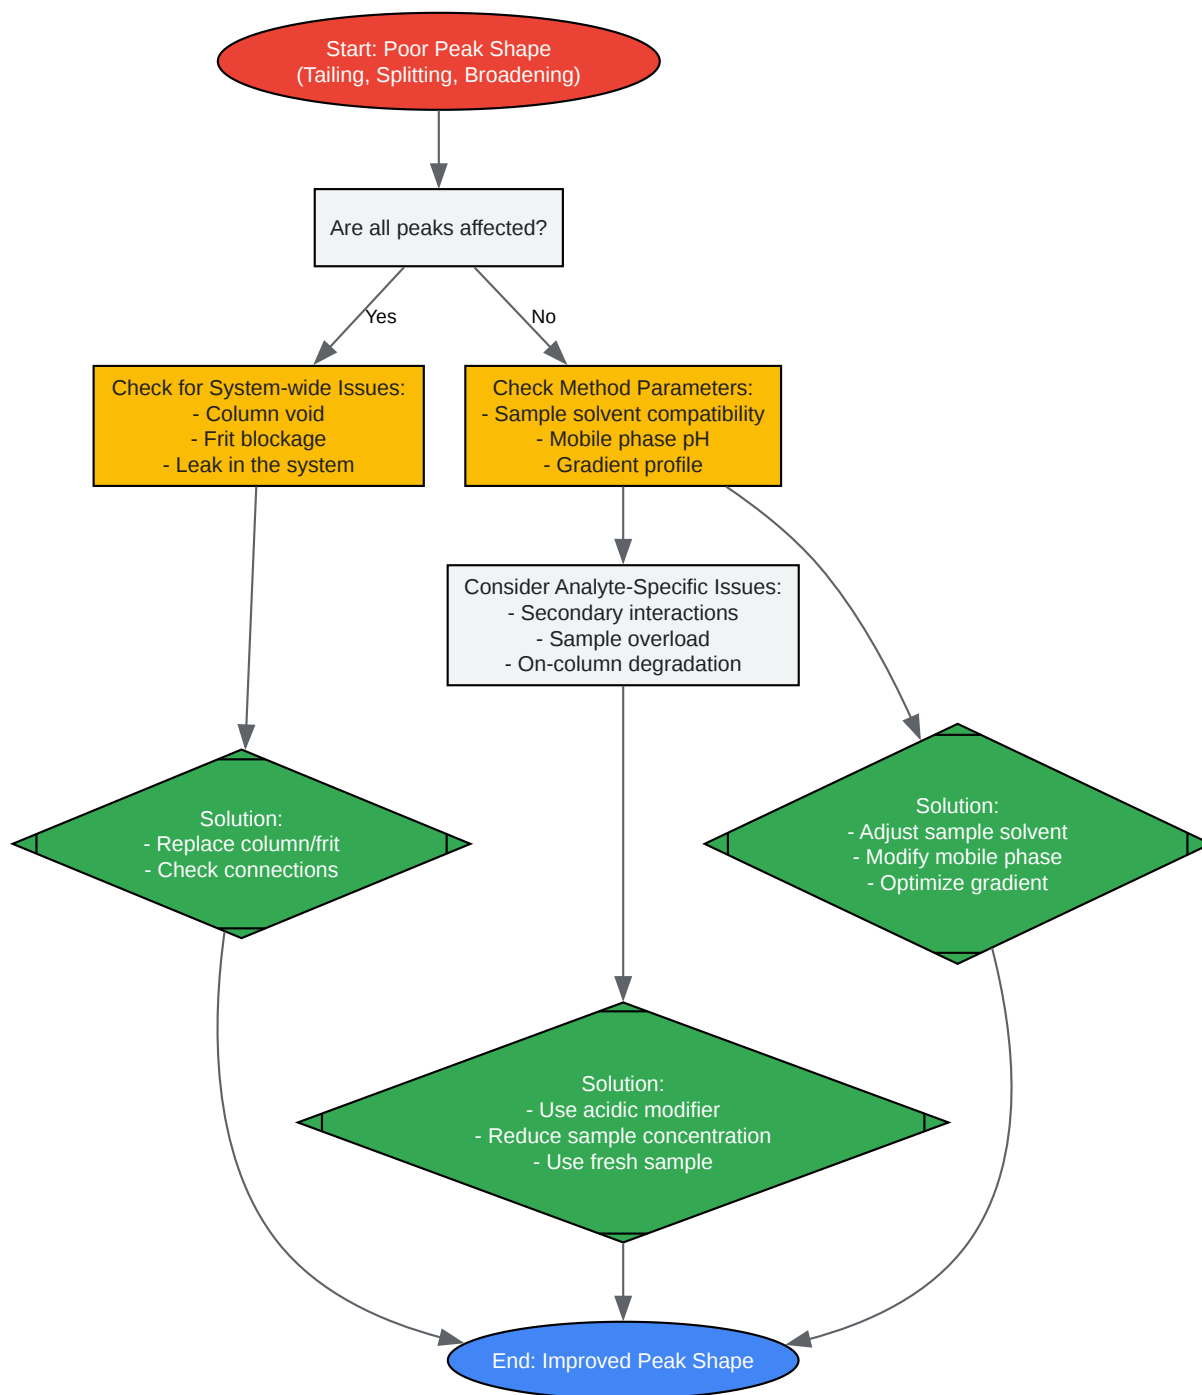 Start: Poor Peak Shape
(Tailing, Splitting, Broadening)
Are all peaks affected?
Yes
No
Check for System-wide Issues:
- Column void
- Frit blockage
- Leak in the system
Check Method Parameters:
- Sample solvent compatibility
- Mobile phase pH
- Gradient profile
Consider Analyte-Specific Issues:
- Secondary interactions
- Sample overload
- On-column degradation
Solution:
- Replace column/frit
- Check connections
Solution:
- Adjust sample solvent
- Modify mobile phase
- Optimize gradient
Solution:
- Use acidic modifier
- Reduce sample concentration
- Use fresh sample
End: Improved Peak Shape